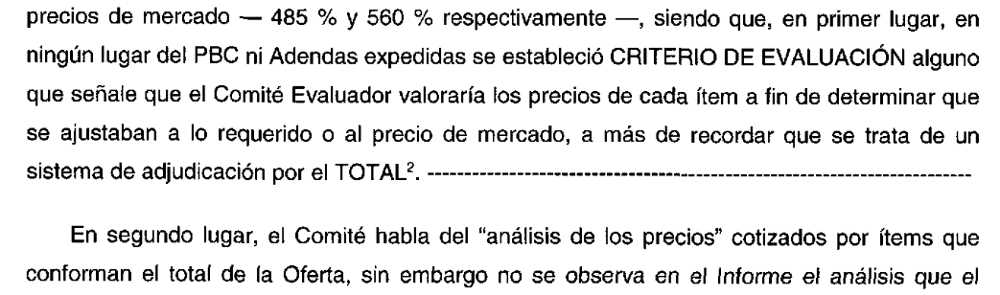 precios de mercado — 485 % y 560 % respectivamente —, siendo que, en primer lugar, en
ningún lugar del PBC ni Adendas expedidas se estableció CRITERIO DE EVALUACIÓN alguno
que señale que el Comité Evaluador valoraría los precios de cada ítem a fin de determinar que
se ajustaban a lo requerido o al precio de mercado, a más de recordar que se trata de un
sistema de adjudicación por el TOTAL². ------------------------------------------------------------------------
En segundo lugar, el Comité habla del “análisis de los precios” cotizados por ítems que
conforman el total de la Oferta, sin embargo no se observa en el Informe el análisis que el